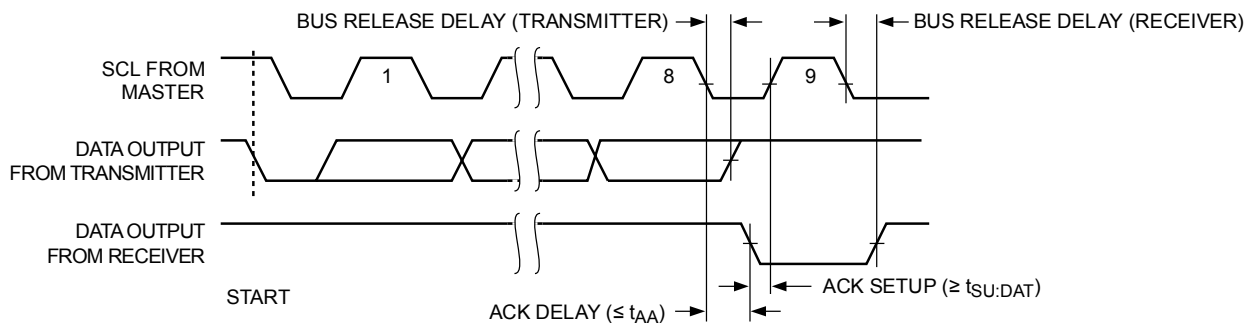 BUS RELEASE DELAY (TRANSMITTER)
BUS RELEASE DELAY (RECEIVER)
SCL FROM
MASTER
1
8
9
DATA OUTPUT
FROM TRANSMITTER
DATA OUTPUT
FROM RECEIVER
START
ACK DELAY (≤ tAA)
ACK SETUP (≥ tSU:DAT)